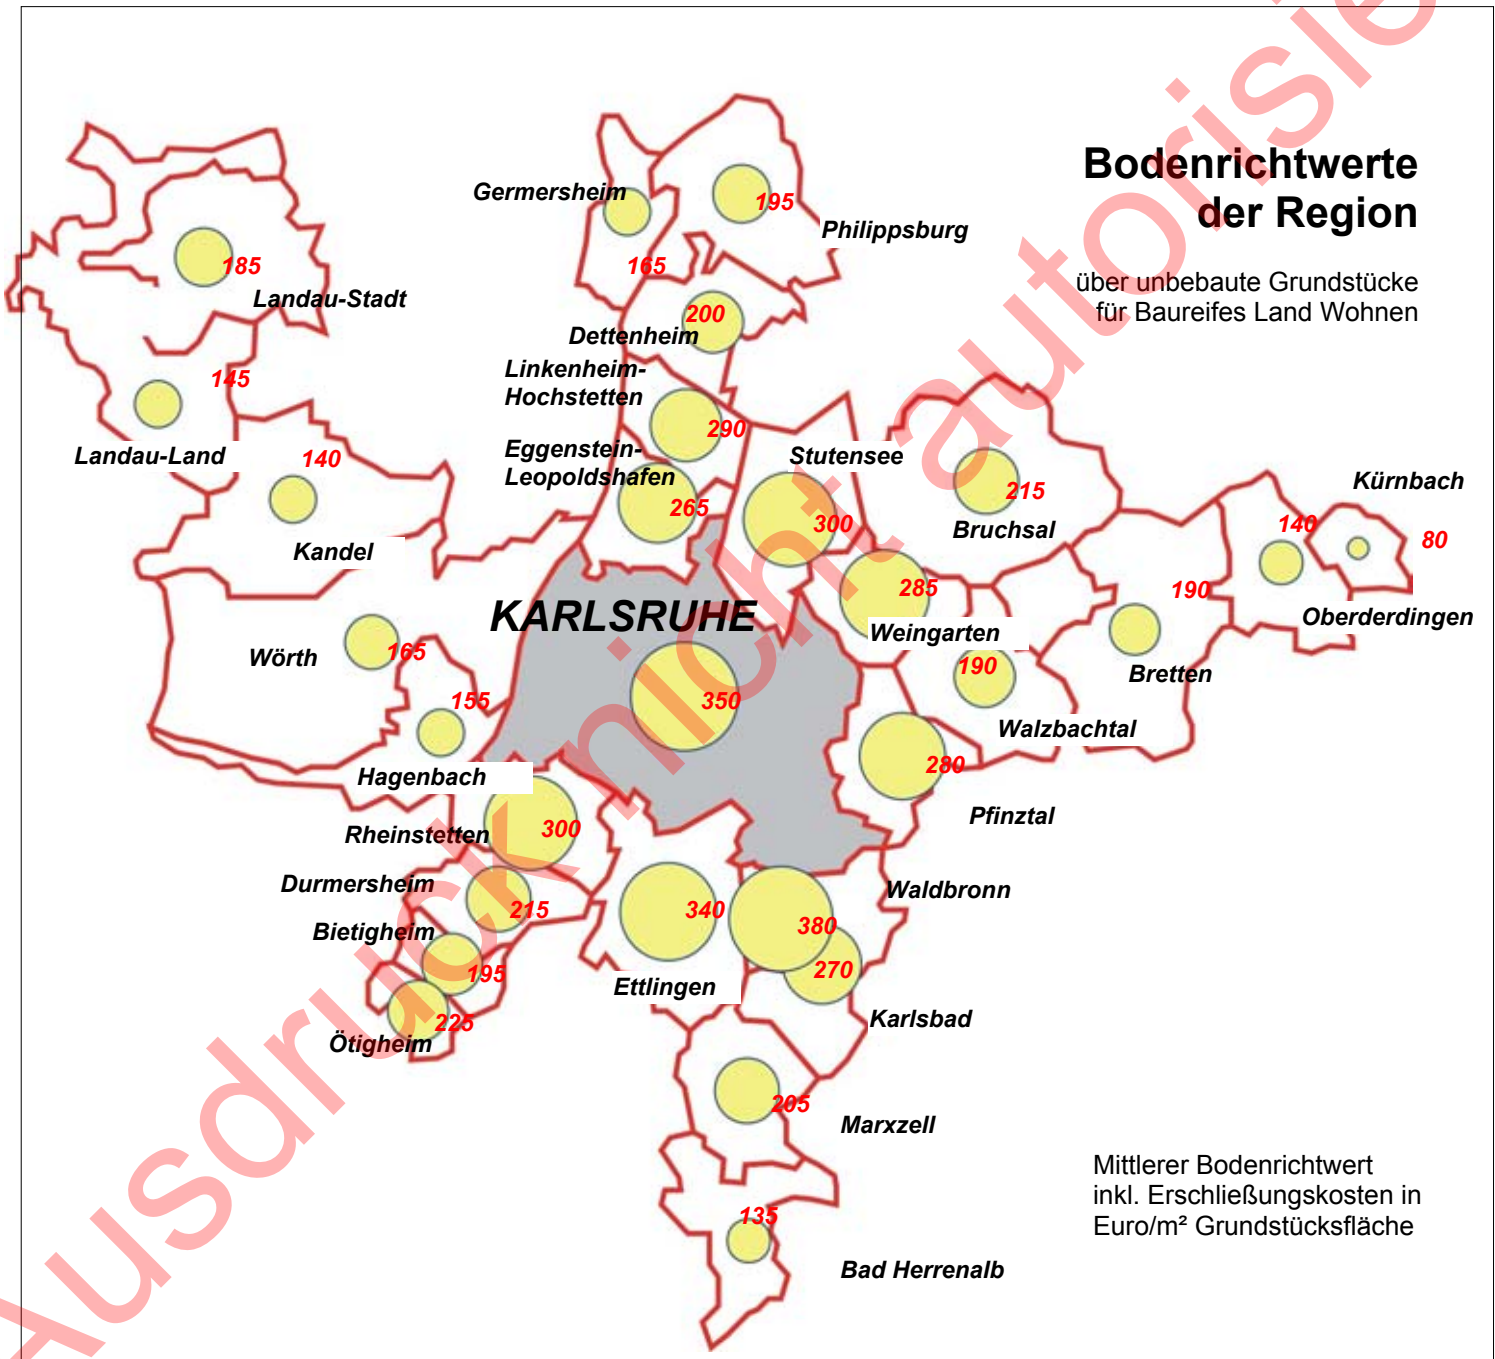 Bodenrichtwerte
der Region
über unbebaute Grundstücke
für Baureifes Land Wohnen
Germersheim
165
195
Philippsburg
185
Landau-Stadt
200
Dettenheim
145
Landau-Land
Linkenheim-
Hochstetten
290
140
Kandel
Eggenstein-
Leopoldshafen
265
Stutensee
300
215
Bruchsal
Kürnbach
80
140
Oberderdingen
190
Bretten
285
Weingarten
KARLSRUHE
350
Wörth
165
155
Hagenbach
190
Walzbachtal
280
Pfinztal
Rheinstetten
300
Durmersheim
215
Bietigheim
195
225
Ötigheim
340
Ettlingen
380
Waldbronn
270
Karlsbad
205
Marxzell
135
Bad Herrenalb
Mittlerer Bodenrichtwert
inkl. Erschließungskosten in
Euro/m² Grundstücksfläche
Ausdruck nicht autorisie